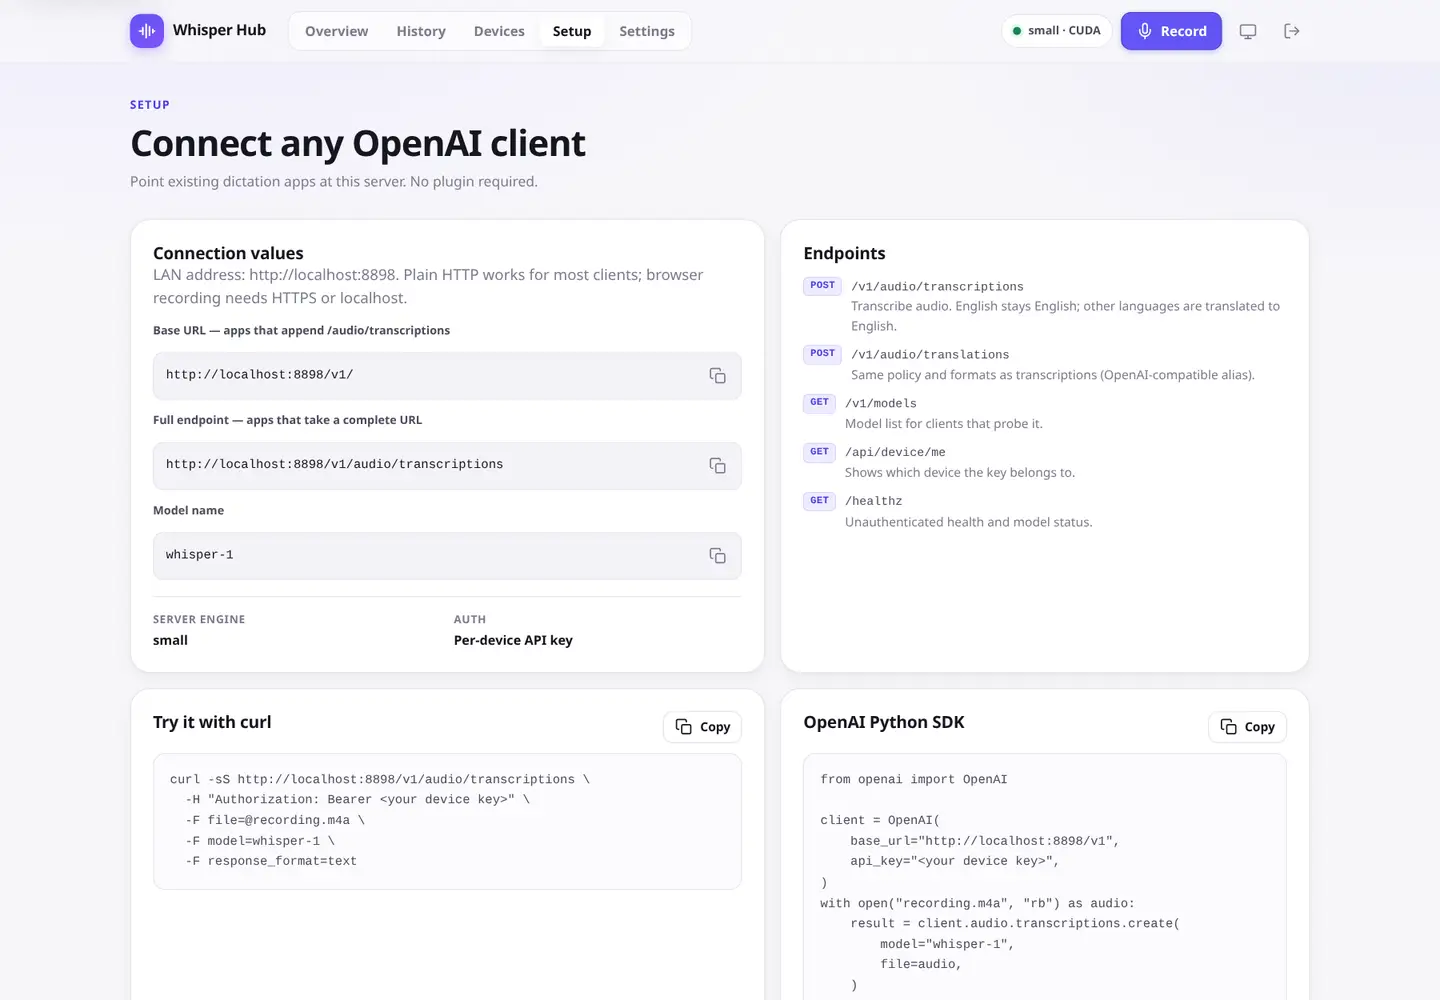 Whisper Hub
Overview
History
Devices
Setup
Settings
small · CUDA
Record
SETUP
Connect any OpenAI client
Point existing dictation apps at this server. No plugin required.
Connection values
LAN address: http://localhost:8898. Plain HTTP works for most clients; browser
recording needs HTTPS or localhost.
Base URL — apps that append /audio/transcriptions
http://localhost:8898/v1/
Full endpoint — apps that take a complete URL
http://localhost:8898/v1/audio/transcriptions
Model name
whisper-1
SERVER ENGINE
small
AUTH
Per-device API key
Endpoints
POST /v1/audio/transcriptions
Transcribe audio. English stays English; other languages are translated to
English.
POST /v1/audio/translations
Same policy and formats as transcriptions (OpenAI-compatible alias).
GET /v1/models
Model list for clients that probe it.
GET /api/device/me
Shows which device the key belongs to.
GET /healthz
Unauthenticated health and model status.
Try it with curl
Copy
curl -sS http://localhost:8898/v1/audio/transcriptions \
  -H "Authorization: Bearer <your device key>" \
  -F file=@recording.m4a \
  -F model=whisper-1 \
  -F response_format=text
OpenAI Python SDK
Copy
from openai import OpenAI
client = OpenAI(
    base_url="http://localhost:8898/v1",
    api_key="<your device key>",
)
with open("recording.m4a", "rb") as audio:
    result = client.audio.transcriptions.create(
        model="whisper-1",
        file=audio,
    )